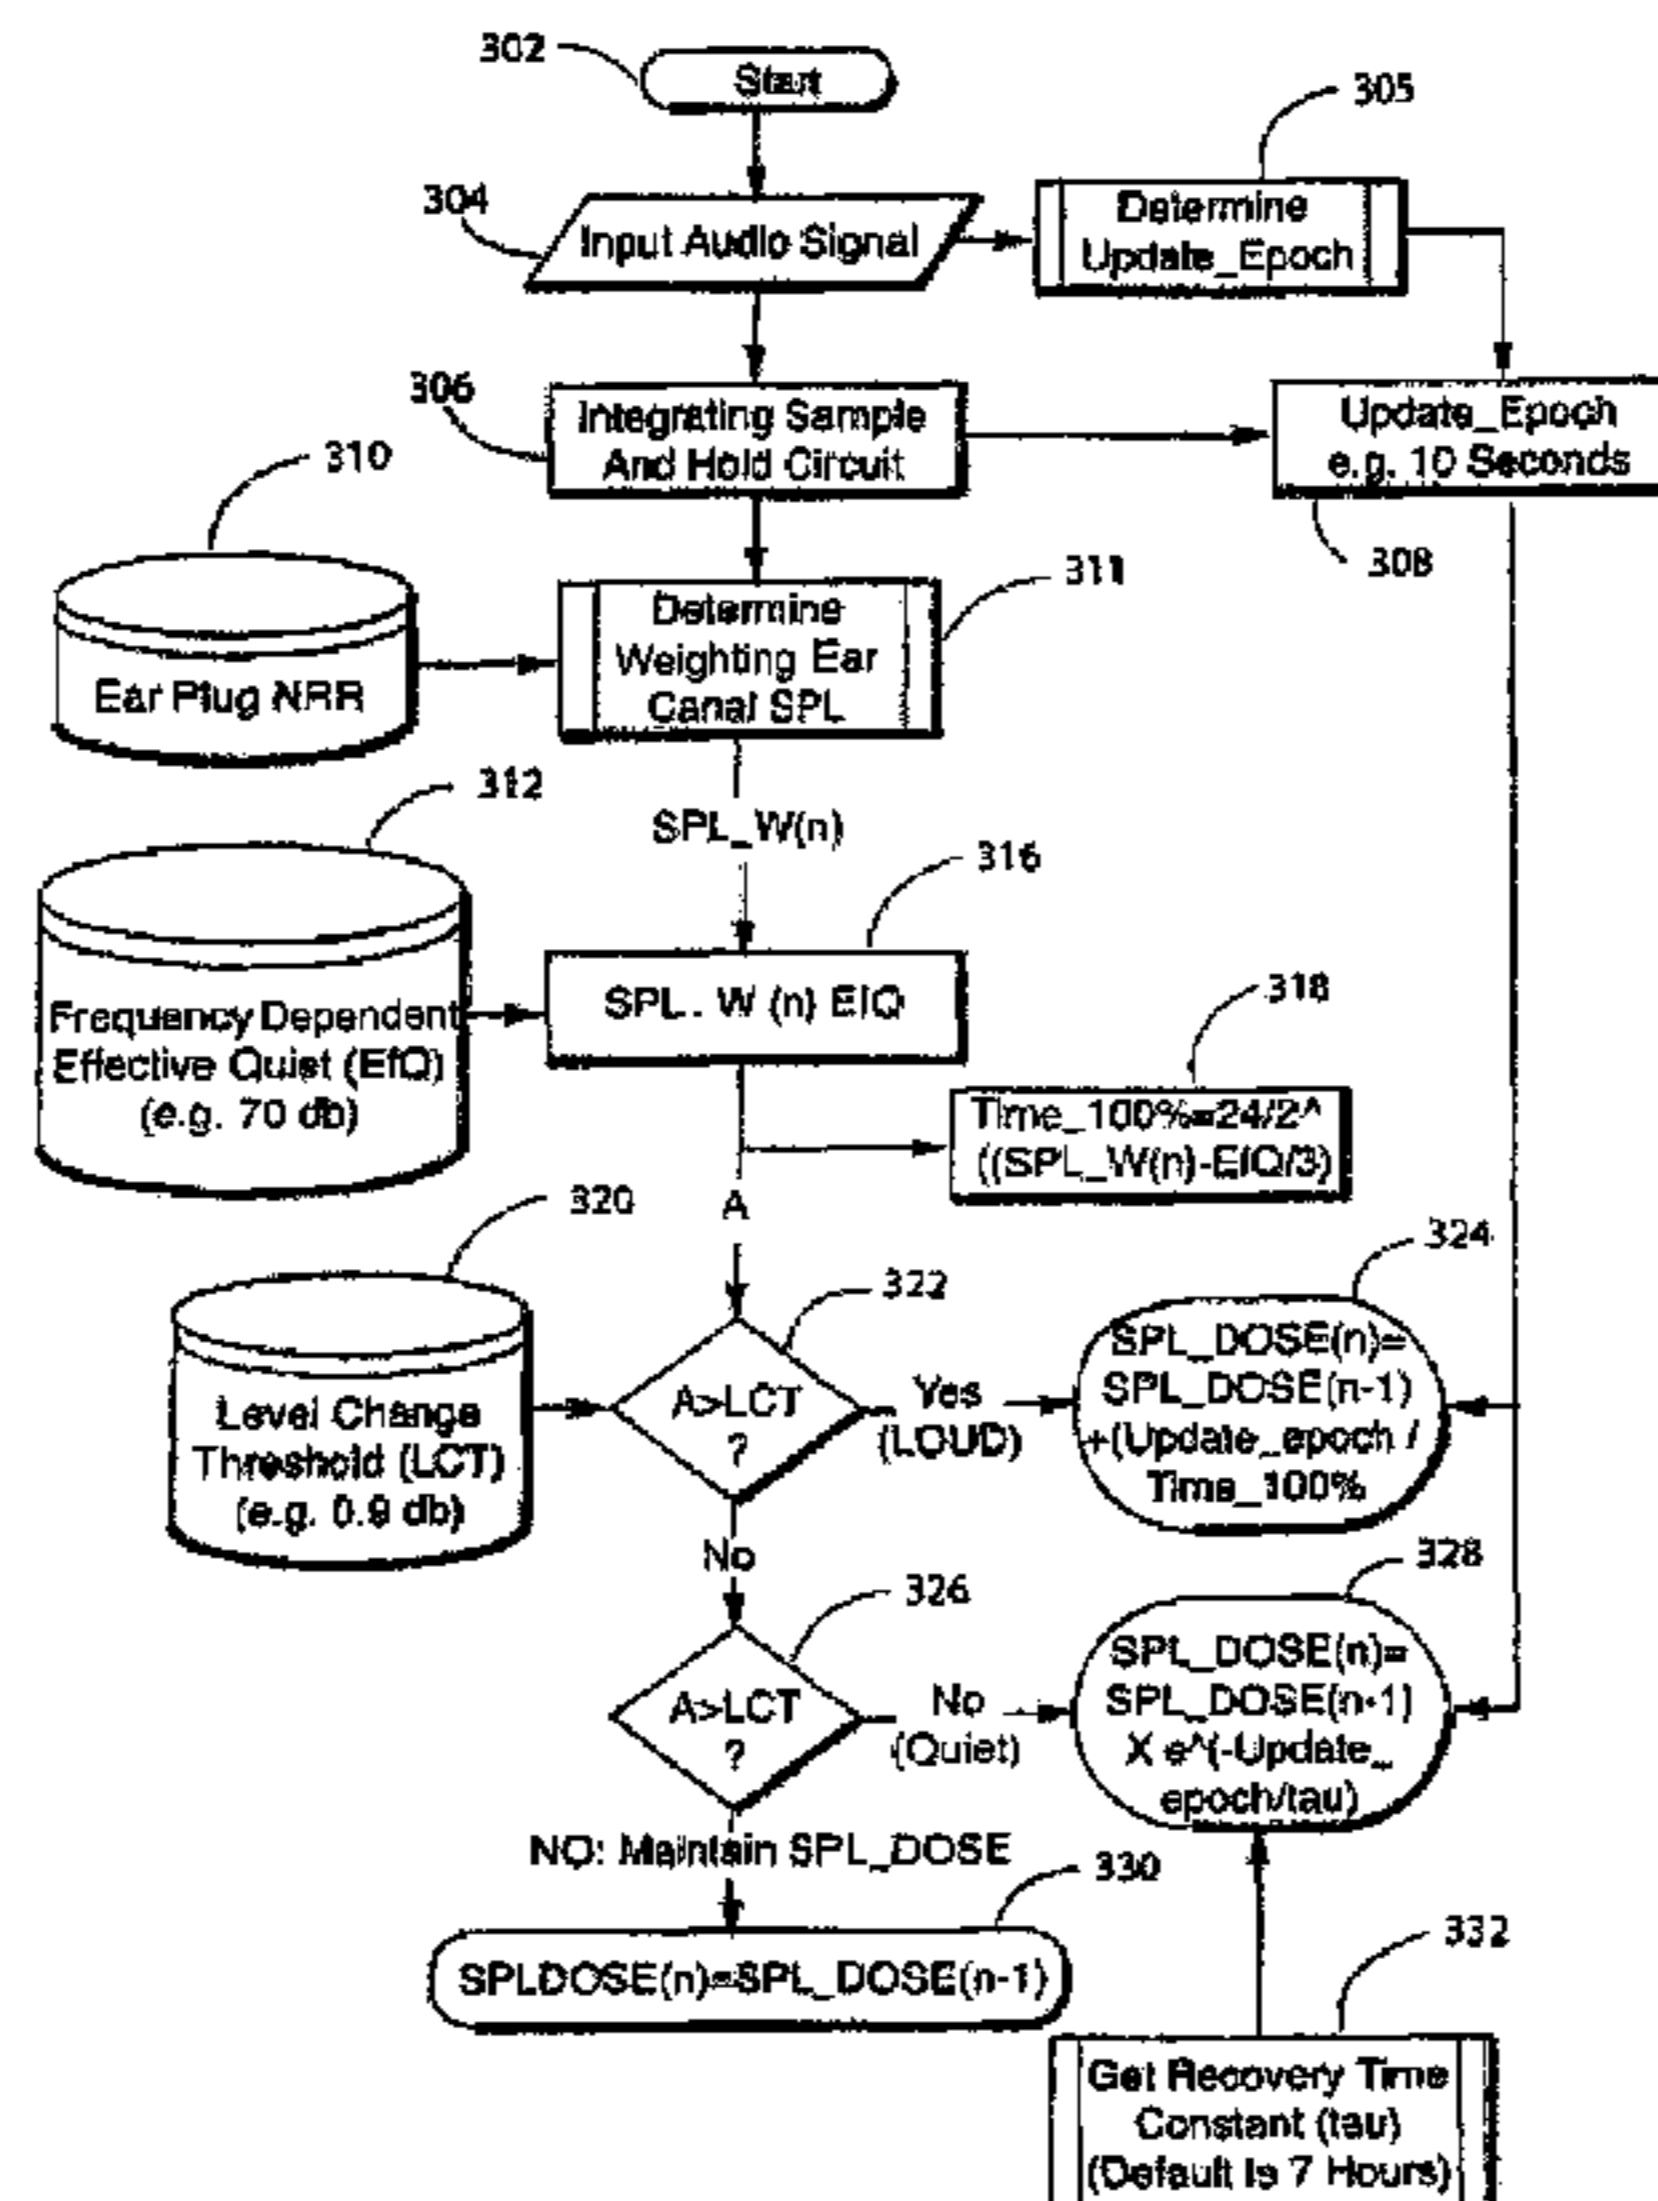 302
Start
305
304
Input Audio Signal
Determine
Update_Epoch
306
Integrating Sample
And Hold Circuit
Update_Epoch
e.g. 10 Seconds
308
310
Ear Plug NRR
311
Determine
Weighting Ear
Canal SPL
312
SPL_W(n)
316
Frequency Dependent
Effective Quiet (EfQ)
(e.g. 70 db)
SPL_W (n) EfQ
318
Time_100%=24/2^
((SPL_W(n)-EfQ/3)
A
320
Level Change
Threshold (LCT)
(e.g. 0.9 db)
322
A>LCT
?
Yes
(LOUD)
324
SPL_DOSE(n)=
SPL_DOSE(n-1)
+(Update_epoch /
Time_100%
No
326
A>LCT
?
No
(Quiet)
328
SPL_DOSE(n)=
SPL_DOSE(n-1)
X e^(-Update_
epoch/tau)
NO: Maintain SPL_DOSE
330
SPLDOSE(n)=SPL_DOSE(n-1)
332
Get Recovery Time
Constant (tau)
(Default Is 7 Hours)